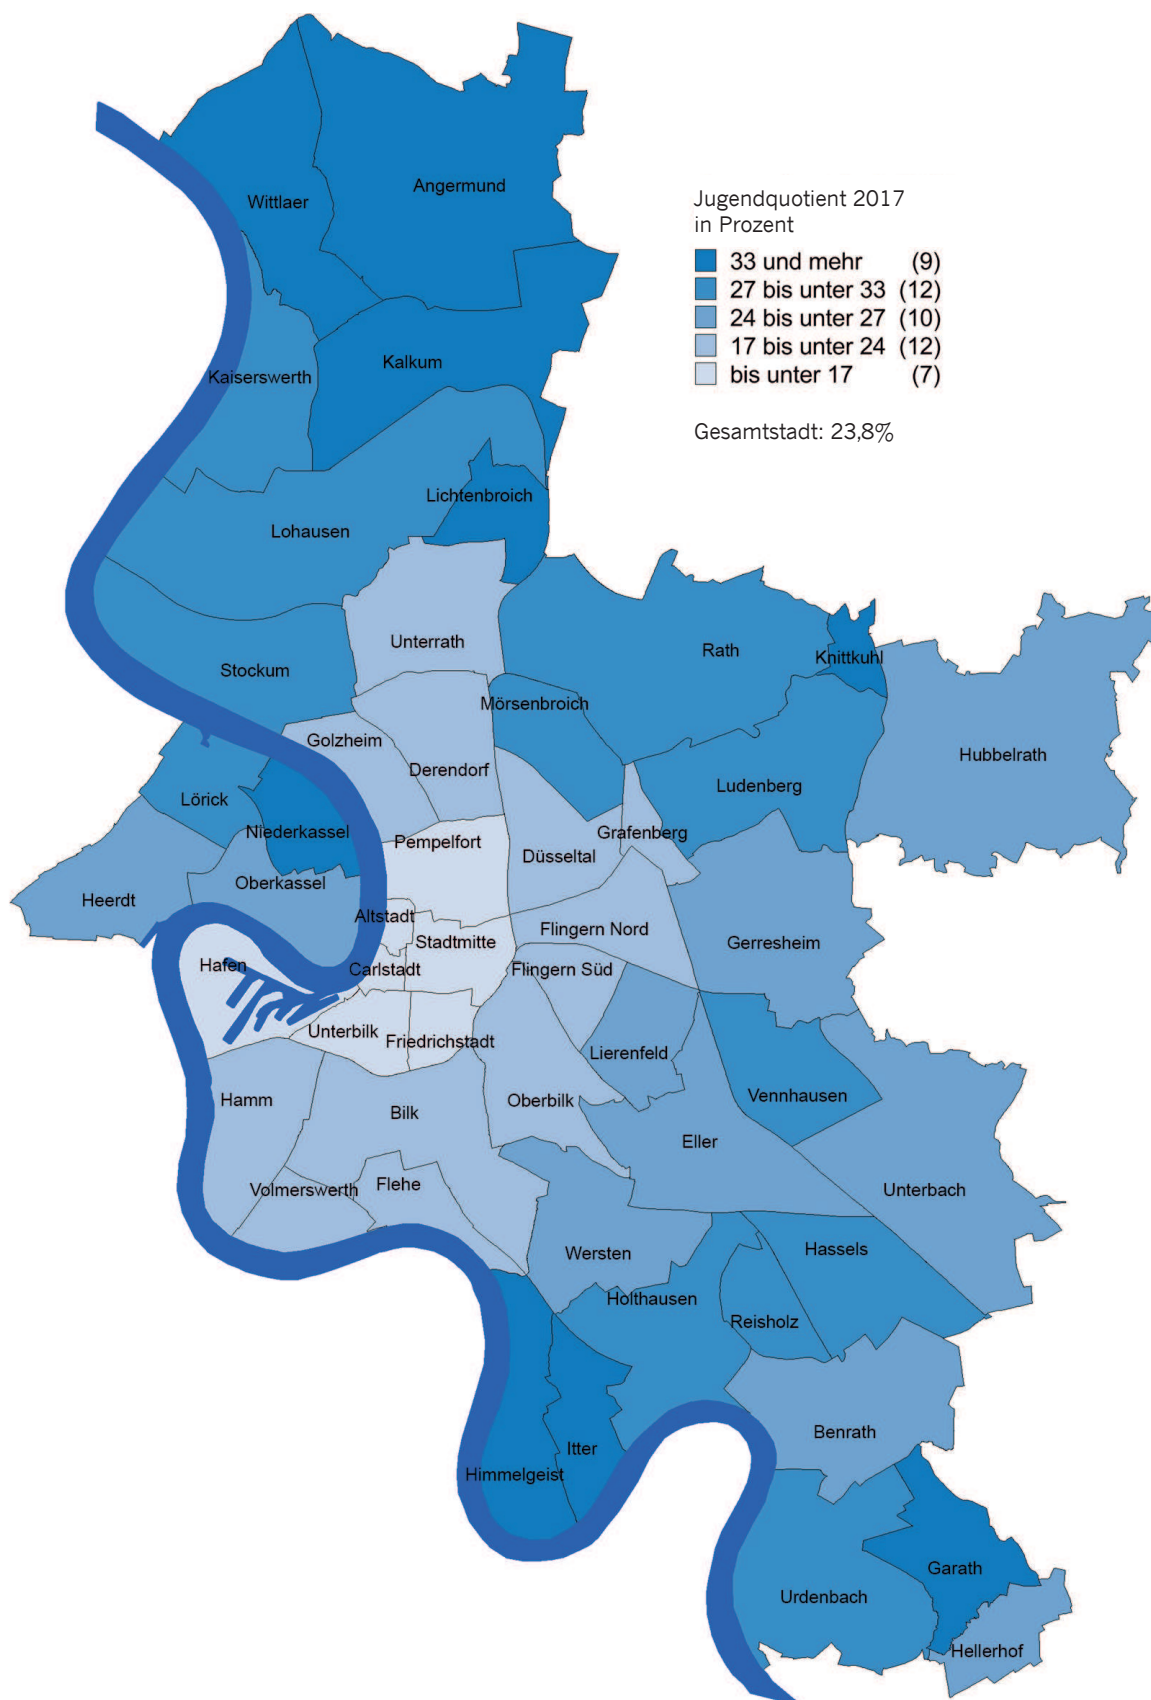 Jugendquotient 2017
in Prozent
33 und mehr (9)
27 bis unter 33 (12)
24 bis unter 27 (10)
17 bis unter 24 (12)
bis unter 17 (7)
Gesamtstadt: 23,8%
Angermund
Wittlaer
Kalkum
Kaiserswerth
Lichtenbroich
Lohausen
Unterrath
Rath
Knittkuhl
Stockum
Mörsenbroich
Golzheim
Hubbelrath
Derendorf
Ludenberg
Lörick
Niederkassel
Grafenberg
Pempelfort
Düsseltal
Oberkassel
Heerdt
Altstadt
Flingern Nord
Stadtmitte
Gerresheim
Hafen
Carlstadt
Flingern Süd
Unterbilk
Friedrichstadt
Lierenfeld
Vennhausen
Hamm
Oberbilk
Bilk
Eller
Flehe
Volmerswerth
Unterbach
Hassels
Wersten
Holthausen
Reisholz
Benrath
Itter
Himmelgeist
Garath
Urdenbach
Hellerhof